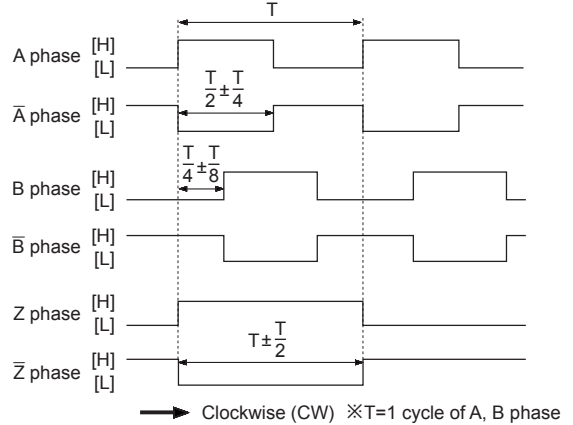 T
A phase [H]
[L]
A̅ phase [H]
[L]
T/2 ± T/4
B phase [H]
[L]
T/4 ± T/8
B̅ phase [H]
[L]
Z phase [H]
[L]
T ± T/2
Z̅ phase [H]
[L]
Clockwise (CW) ※T=1 cycle of A, B phase